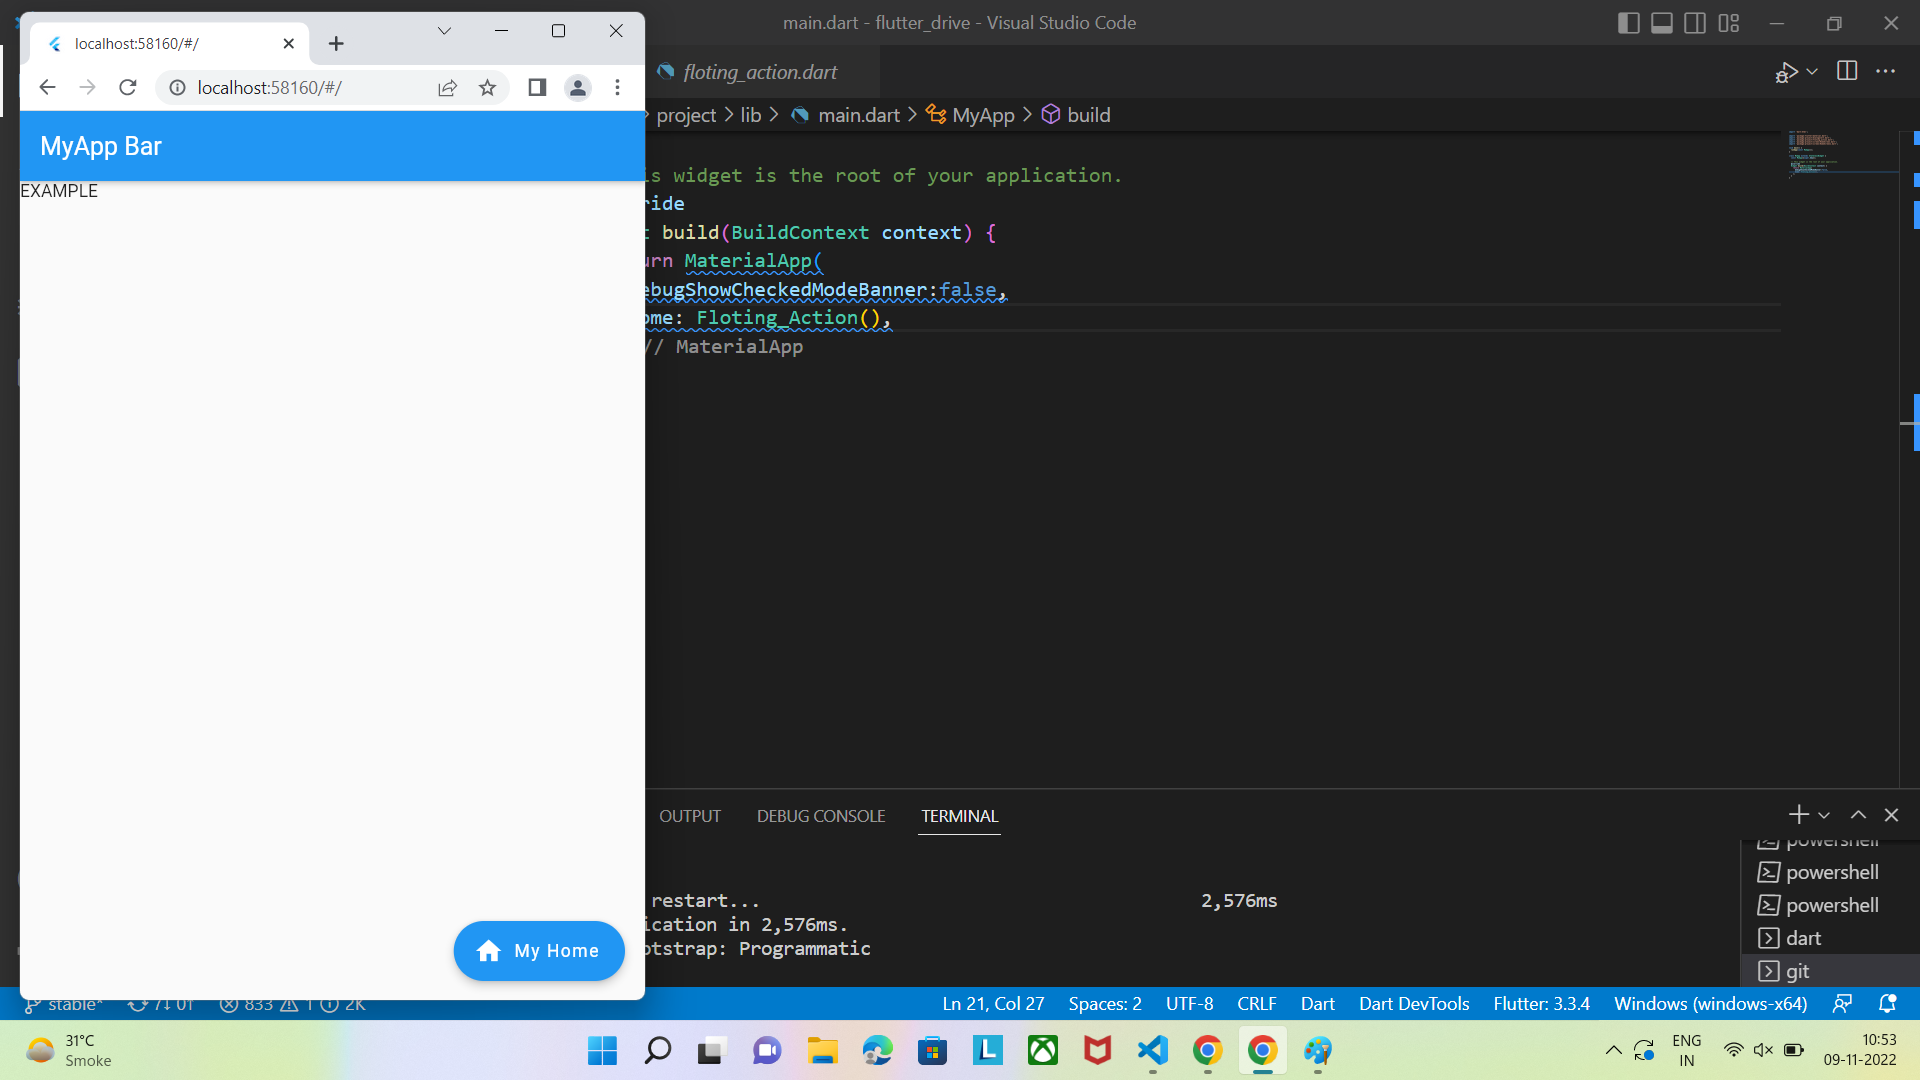 main.dart - flutter_drive - Visual Studio Code
localhost:58160/#/
floting_action.dart
localhost:58160/#/
project lib main.dart MyApp build
MyApp Bar
EXAMPLE
s widget is the root of your application.
ride
t build(BuildContext context) {
urn MaterialApp(
ebugShowCheckedModeBanner:false,
ome: Floting_Action(),
// MaterialApp
OUTPUT DEBUG CONSOLE TERMINAL
powershell
powershell
powershell
dart
git
restart... 2,576ms
ication in 2,576ms.
otstrap: Programmatic
My Home
stable* 7↓ 0↑ 833 1 2K
Ln 21, Col 27 Spaces: 2 UTF-8 CRLF Dart Dart DevTools Flutter: 3.3.4 Windows (windows-x64)
31°C
Smoke
ENG
IN
10:53
09-11-2022